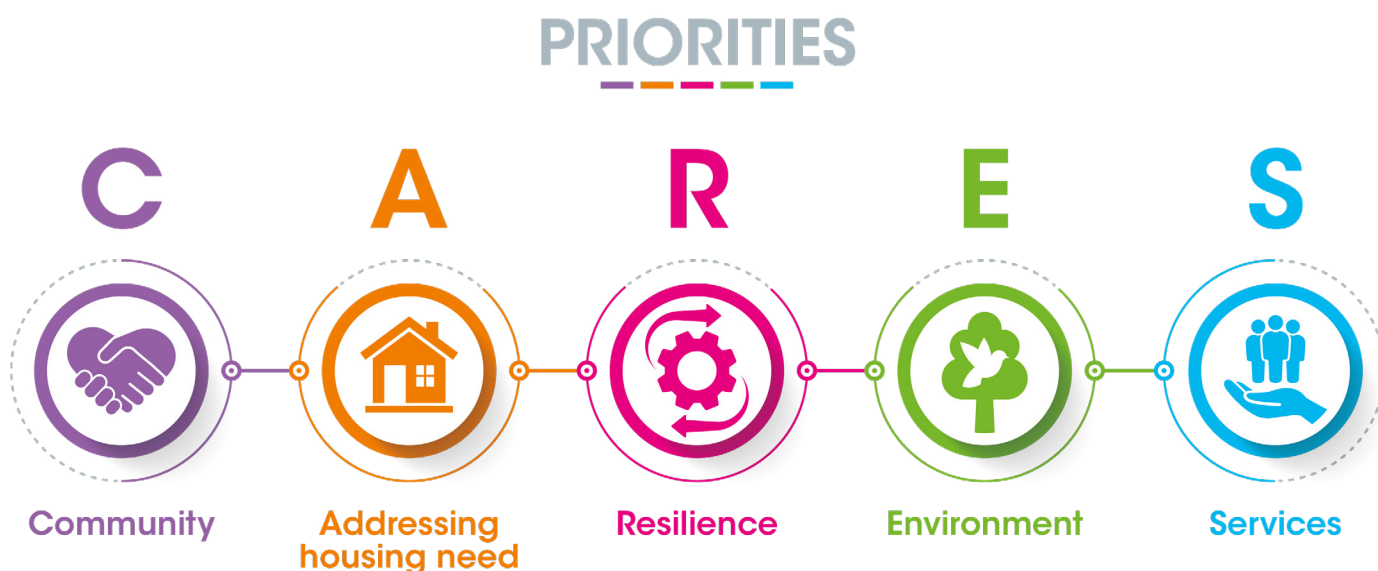 PRIORITIES
C A R E S
Community
Addressing
housing need
Resilience
Environment
Services